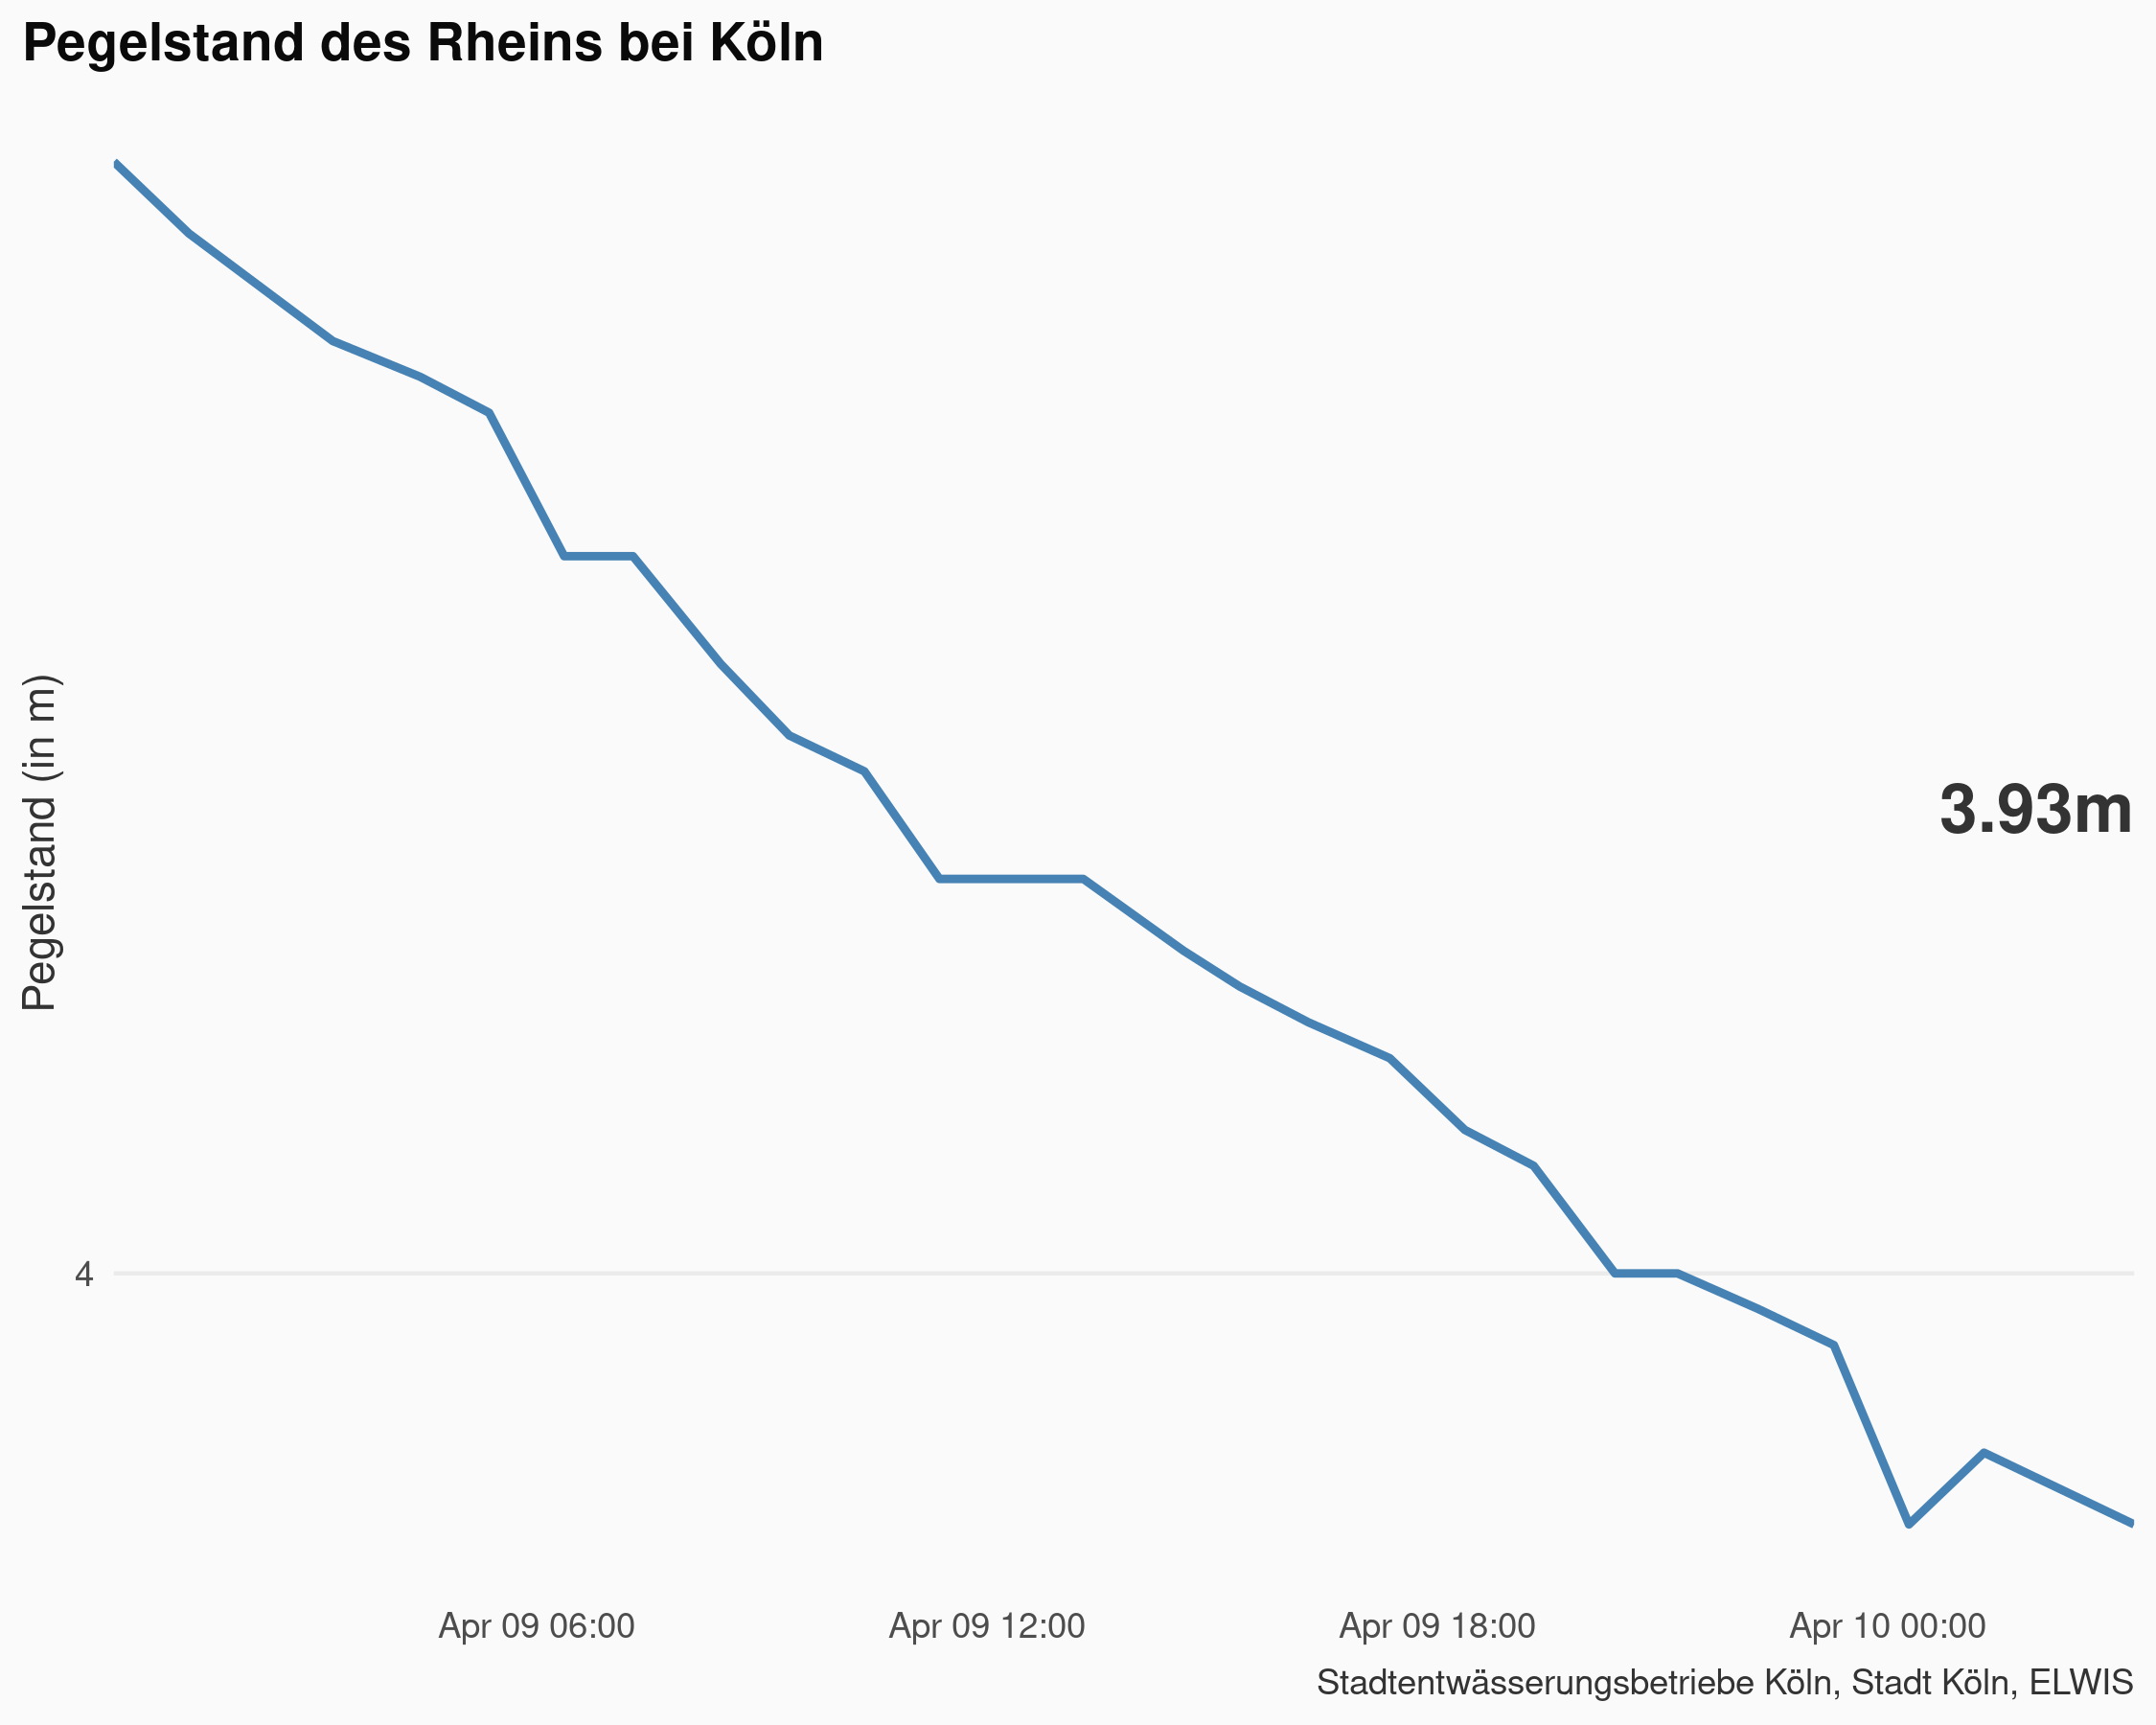 Pegelstand des Rheins bei Köln
Pegelstand (in m)
3.93m
4
Apr 09 06:00
Apr 09 12:00
Apr 09 18:00
Apr 10 00:00
Stadtentwässerungsbetriebe Köln, Stadt Köln, ELWIS